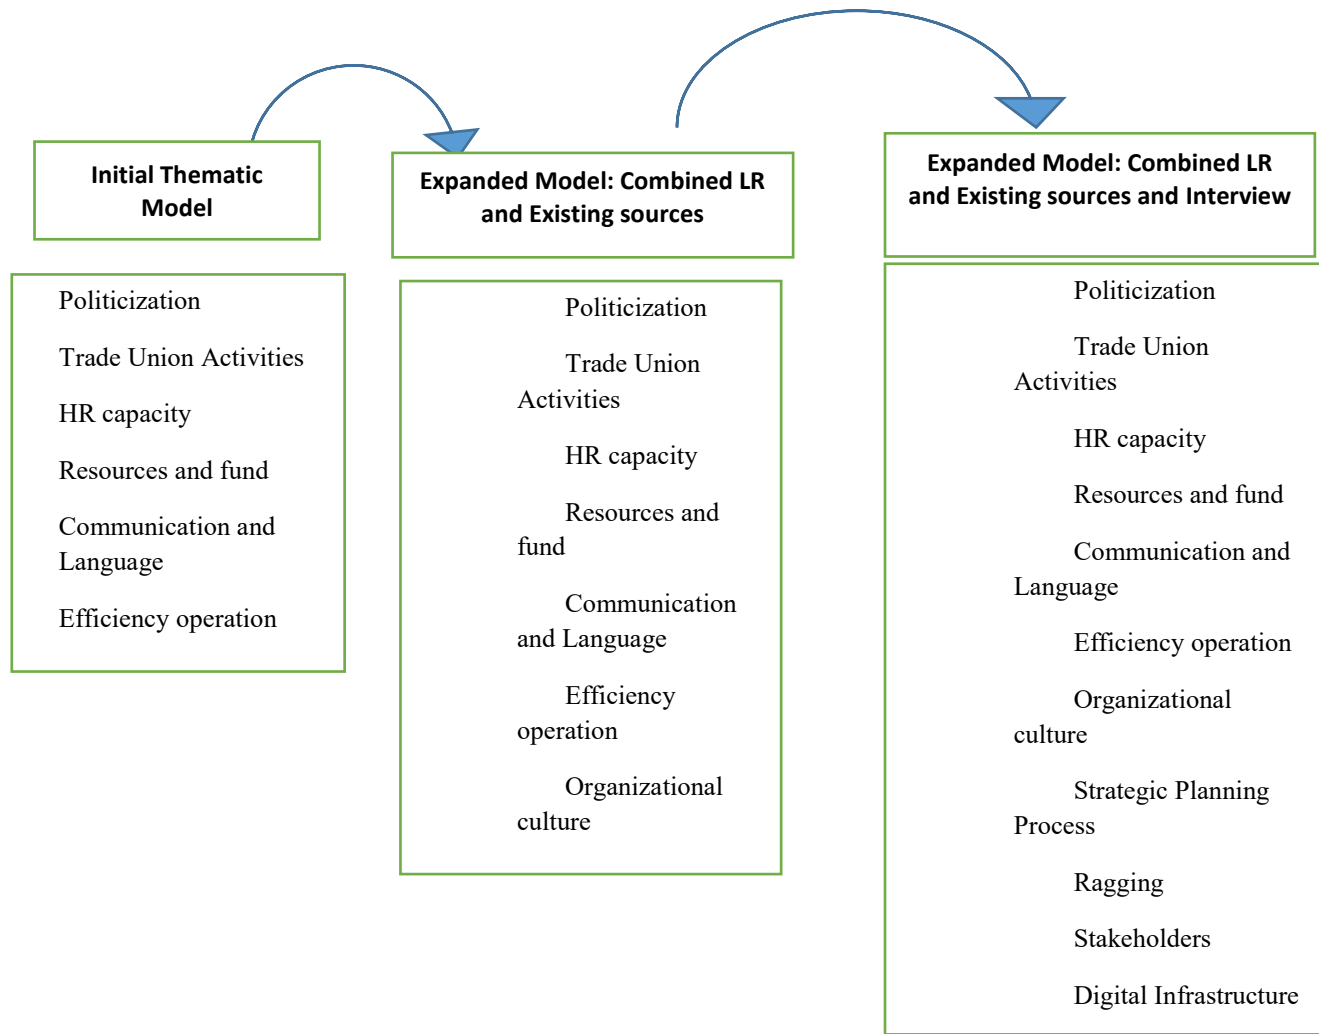 Initial Thematic
Model
Politicization
Trade Union Activities
HR capacity
Resources and fund
Communication and
Language
Efficiency operation
Expanded Model: Combined LR
and Existing sources
Politicization
Trade Union
Activities
HR capacity
Resources and
fund
Communication
and Language
Efficiency
operation
Organizational
culture
Expanded Model: Combined LR
and Existing sources and Interview
Politicization
Trade Union
Activities
HR capacity
Resources and fund
Communication and
Language
Efficiency operation
Organizational
culture
Strategic Planning
Process
Ragging
Stakeholders
Digital Infrastructure